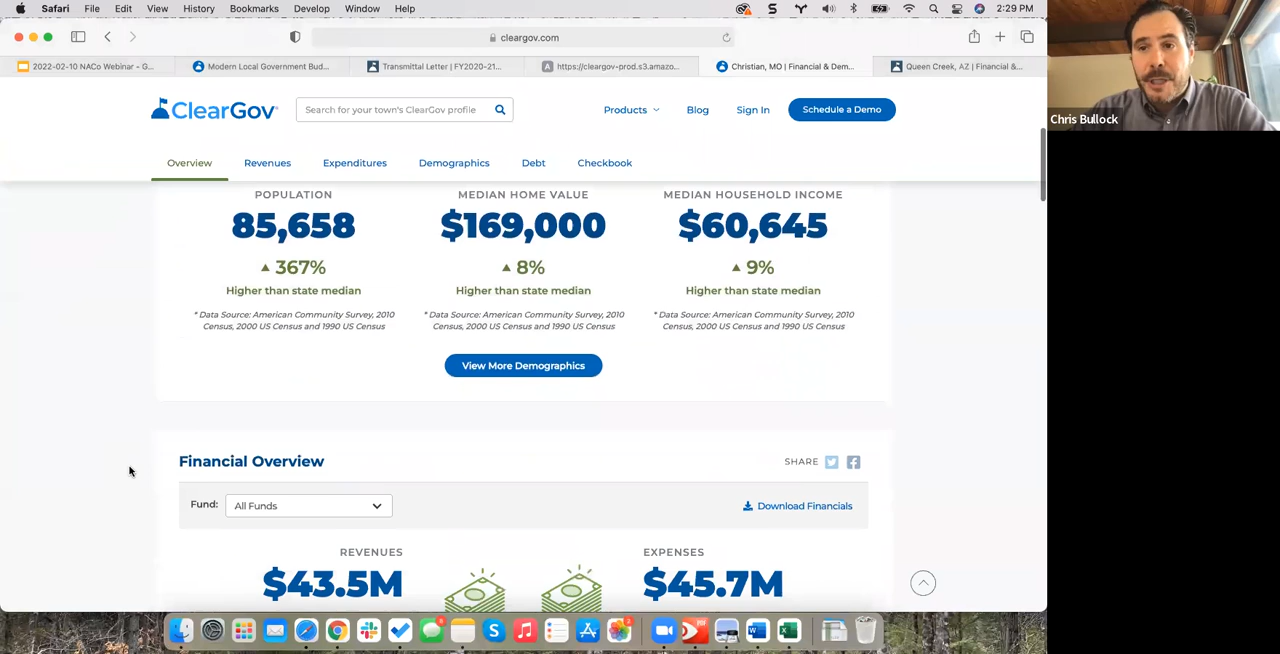 Safari File Edit View History Bookmarks Develop Window Help 2:29 PM
cleargov.com
2022-02-10 NACo Webinar - G... Modern Local Government Bud... Transmittal Letter | FY2020-21... https://cleargov-prod.s3.amazo... Christian, MO | Financial & Dem... Queen Creek, AZ | Financial &...
ClearGov Search for your town's ClearGov profile Products Blog Sign In Schedule a Demo
Overview Revenues Expenditures Demographics Debt Checkbook
POPULATION MEDIAN HOME VALUE MEDIAN HOUSEHOLD INCOME
85,658 $169,000 $60,645
367% 8% 9%
Higher than state median Higher than state median Higher than state median
* Data Source: American Community Survey, 2010 * Data Source: American Community Survey, 2010 * Data Source: American Community Survey, 2010
Census, 2000 US Census and 1990 US Census Census, 2000 US Census and 1990 US Census Census, 2000 US Census and 1990 US Census
View More Demographics
Financial Overview SHARE
Fund: All Funds Download Financials
REVENUES EXPENSES
$43.5M $45.7M
Chris Bullock